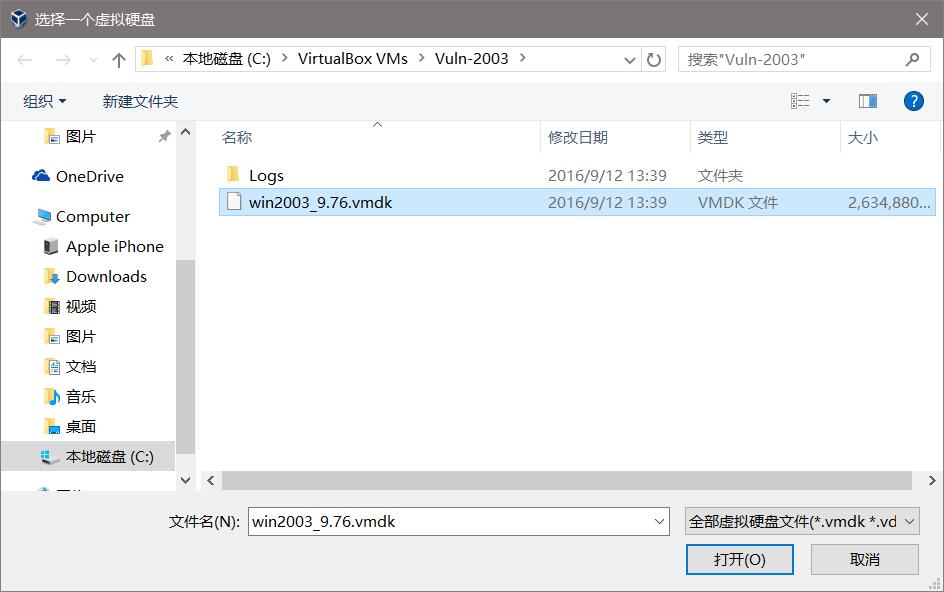 选择一个虚拟硬盘
« 本地磁盘 (C:) > VirtualBox VMs > Vuln-2003 >
搜索"Vuln-2003"
组织
新建文件夹
?
图片
OneDrive
Computer
Apple iPhone
Downloads
视频
图片
文档
音乐
桌面
本地磁盘 (C:)
名称 修改日期 类型 大小
Logs 2016/9/12 13:39 文件夹
win2003_9.76.vmdk 2016/9/12 13:39 VMDK 文件 2,634,880...
文件名(N): win2003_9.76.vmdk
全部虚拟硬盘文件(*.vmdk *.vd
打开(O) 取消